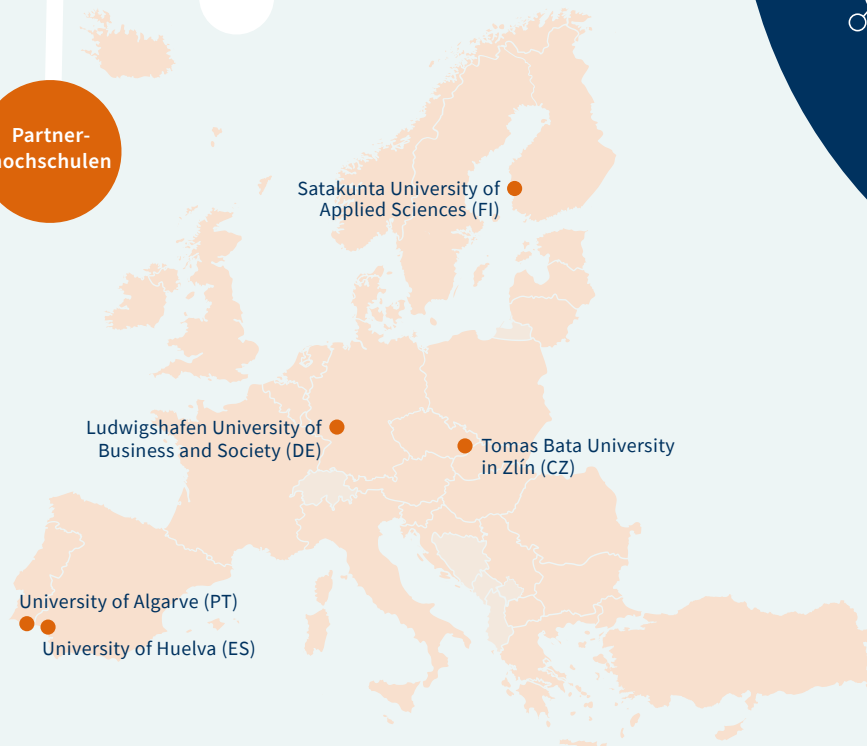 Partner-
hochschulen
Satakunta University of
Applied Sciences (FI)
Ludwigshafen University of
Business and Society (DE)
Tomas Bata University
in Zlín (CZ)
University of Algarve (PT)
University of Huelva (ES)